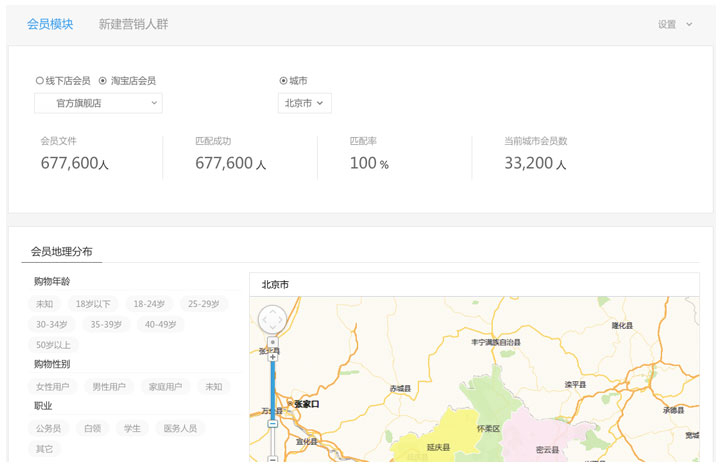 会员模块 新建营销人群 设置
线下店会员 淘宝店会员 城市
官方旗舰店 北京市
会员文件 匹配成功 匹配率 当前城市会员数
677,600人 677,600 人 100 % 33,200 人
会员地理分布
购物年龄
未知 18岁以下 18-24岁 25-29岁
30-34岁 35-39岁 40-49岁
50岁以上
购物性别
女性用户 男性用户 家庭用户 未知
职业
公务员 白领 学生 医务人员
其它
北京市
隆化县
丰宁满族自治县
张北县
滦平县
赤城县
张家口
承德县
万全县
怀柔区
宽城
宣化县
延庆县
密云县